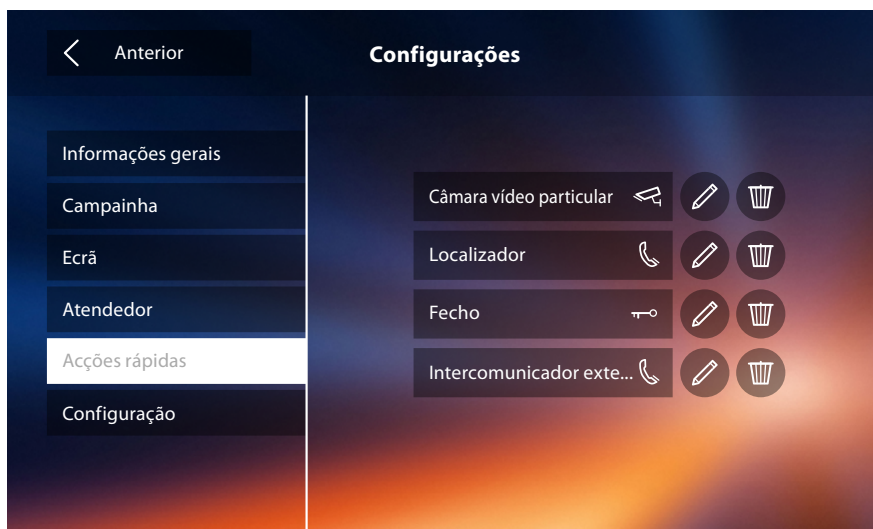 Anterior
Configurações
Informações gerais
Campainha
Ecrã
Atendedor
Acções rápidas
Configuração
Câmara vídeo particular
Localizador
Fecho
Intercomunicador exte...